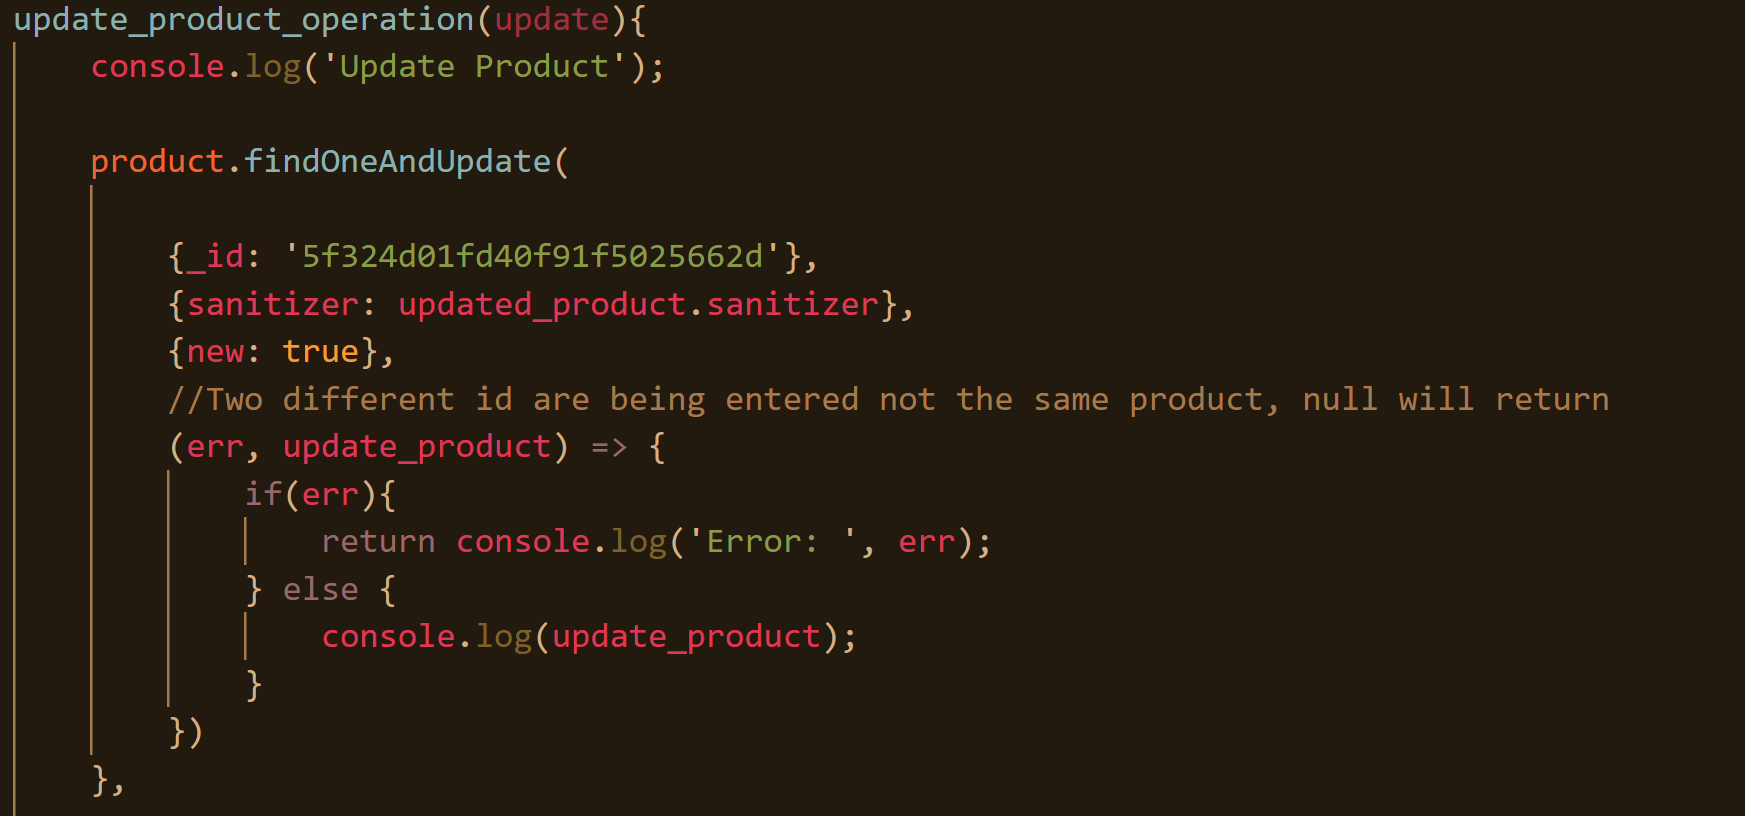 update_product_operation(update){
console.log('Update Product');
product.findOneAndUpdate(
{_id: '5f324d01fd40f91f5025662d'},
{sanitizer: updated_product.sanitizer},
{new: true},
//Two different id are being entered not the same product, null will return
(err, update_product) => {
if(err){
return console.log('Error: ', err);
} else {
console.log(update_product);
}
})
},